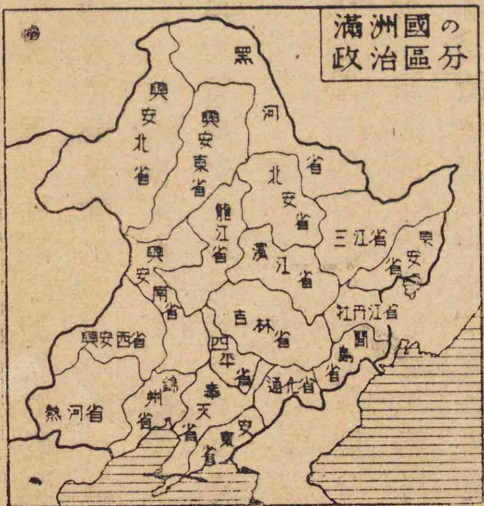 滿洲國の
政治區分
黑河省
興安北省
興安東省
北安省
龍江省
三江省
東安省
濱江省
興安南省
牡丹江省
吉林省
間島省
興安西省
四平省
通化省
錦州省
奉天省
安東省
熱河省